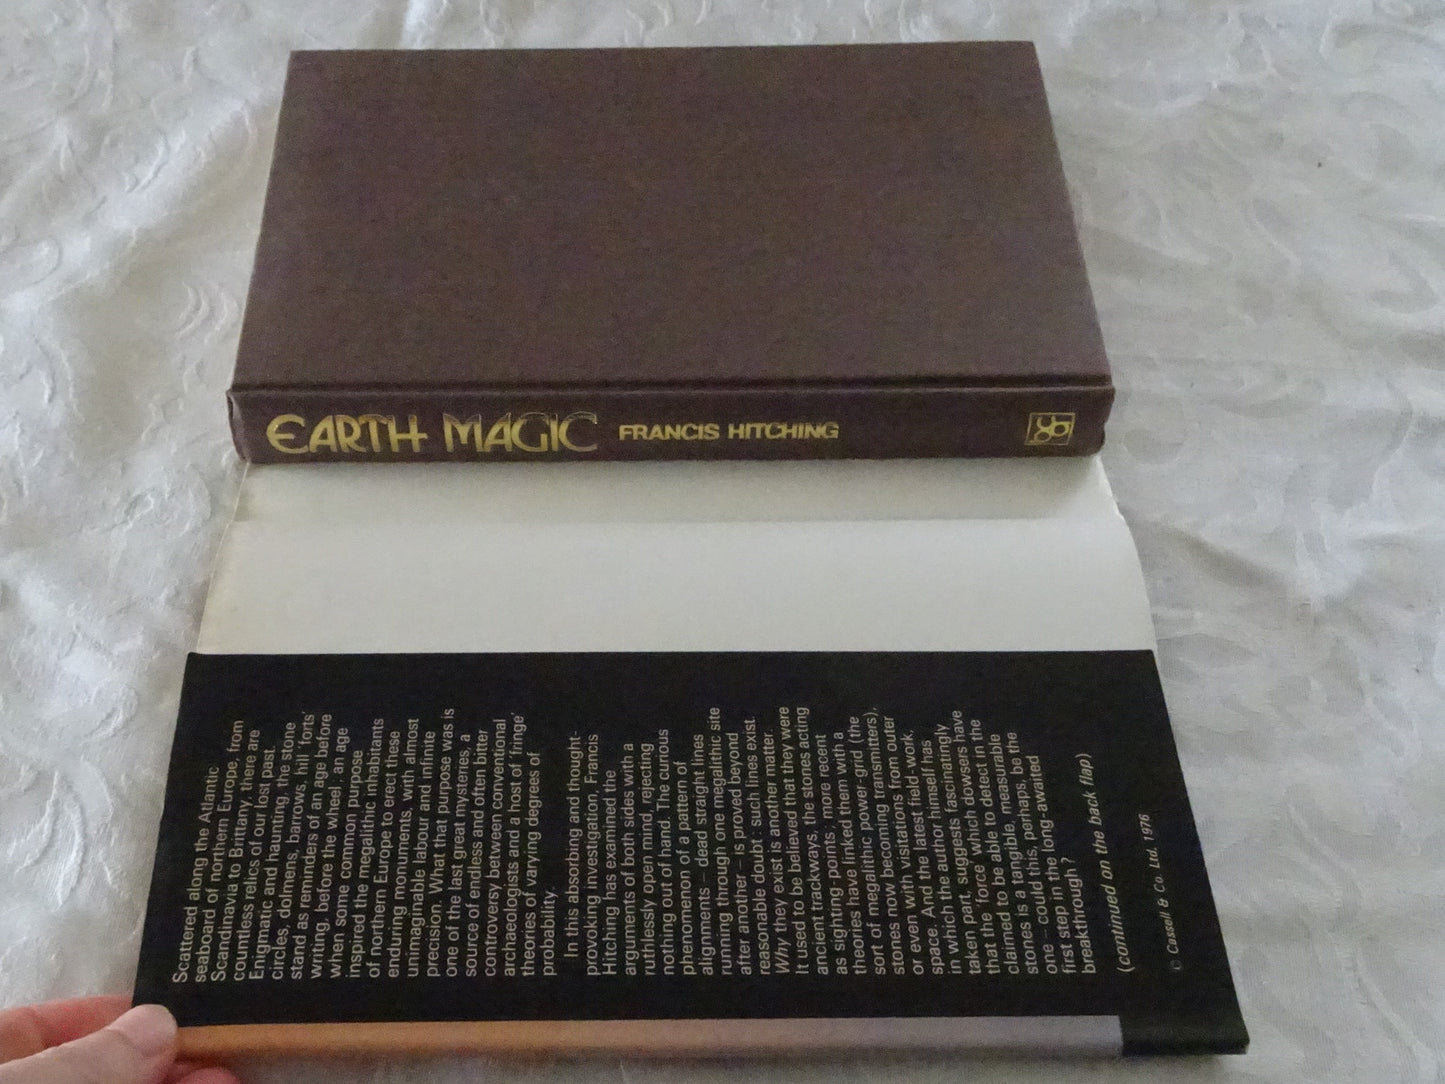 EARTH MAGIC FRANCIS HITCHING
Scattered along the Atlantic
seaboard of northern Europe, from
Scandinavia to Brittany, there are
countless relics of our lost past.
Enigmatic and haunting, the stone
circles, dolmens, barrows, hill 'forts'
stand as reminders of an age before
writing, before the wheel, an age
when some common purpose
inspired the megalithic inhabitants
of northern Europe to erect these
enduring monuments, with almost
unimaginable labour and infinite
precision. What that purpose was is
one of the last great mysteries, a
source of endless and often bitter
controversy between conventional
archaeologists and a host of 'fringe'
theories of varying degrees of
probability.
In this absorbing and thought-
provoking investigation, Francis
Hitching has examined the
arguments of both sides with a
ruthlessly open mind, rejecting
nothing out of hand. The curious
phenomenon of a pattern of
alignments – dead straight lines
running through one megalithic site
after another – is proved beyond
reasonable doubt: such lines exist.
Why they exist is another matter.
It used to be believed that they were
ancient trackways, the stones acting
as sighting points; more recent
theories have linked them with a
sort of megalithic power-grid (the
stones now becoming transmitters),
or even with visitations from outer
space. And the latest field-work,
in which the author himself has
taken part, suggests fascinatingly
that the 'force' which dowsers have
claimed to be able to detect in the
stones is a tangible, measurable
one – could this, perhaps, be the
first step in the long-awaited
breakthrough?
(continued on the back flap)
© Cassell & Co. Ltd. 1976